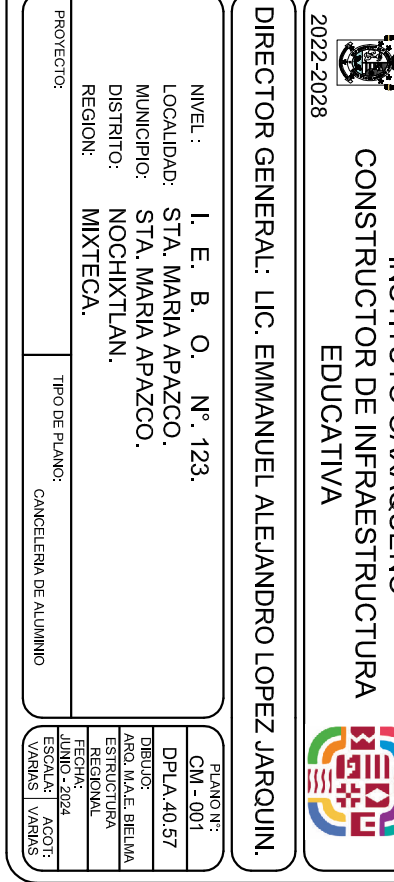 CONSTRUCTOR DE INFRAESTRUCTURA
EDUCATIVA
2022-2028
DIRECTOR GENERAL: LIC. EMMANUEL ALEJANDRO LOPEZ JARQUIN.
NIVEL : I. E. B. O. N°. 123.
LOCALIDAD: STA. MARIA APAZCO.
MUNICIPIO: STA. MARIA APAZCO.
DISTRITO: NOCHIXTLAN.
REGION: MIXTECA.
PROYECTO:
TIPO DE PLANO:
CANCELERIA DE ALUMINIO
PLANO N°:
CM - 001
DPLA.40.57
DIBUJO:
ARQ. M.A.E. BIELMA
ESTRUCTURA
REGIONAL
FECHA:
JUNIO - 2024
ESCALA: ACOT:
VARIAS VARIAS